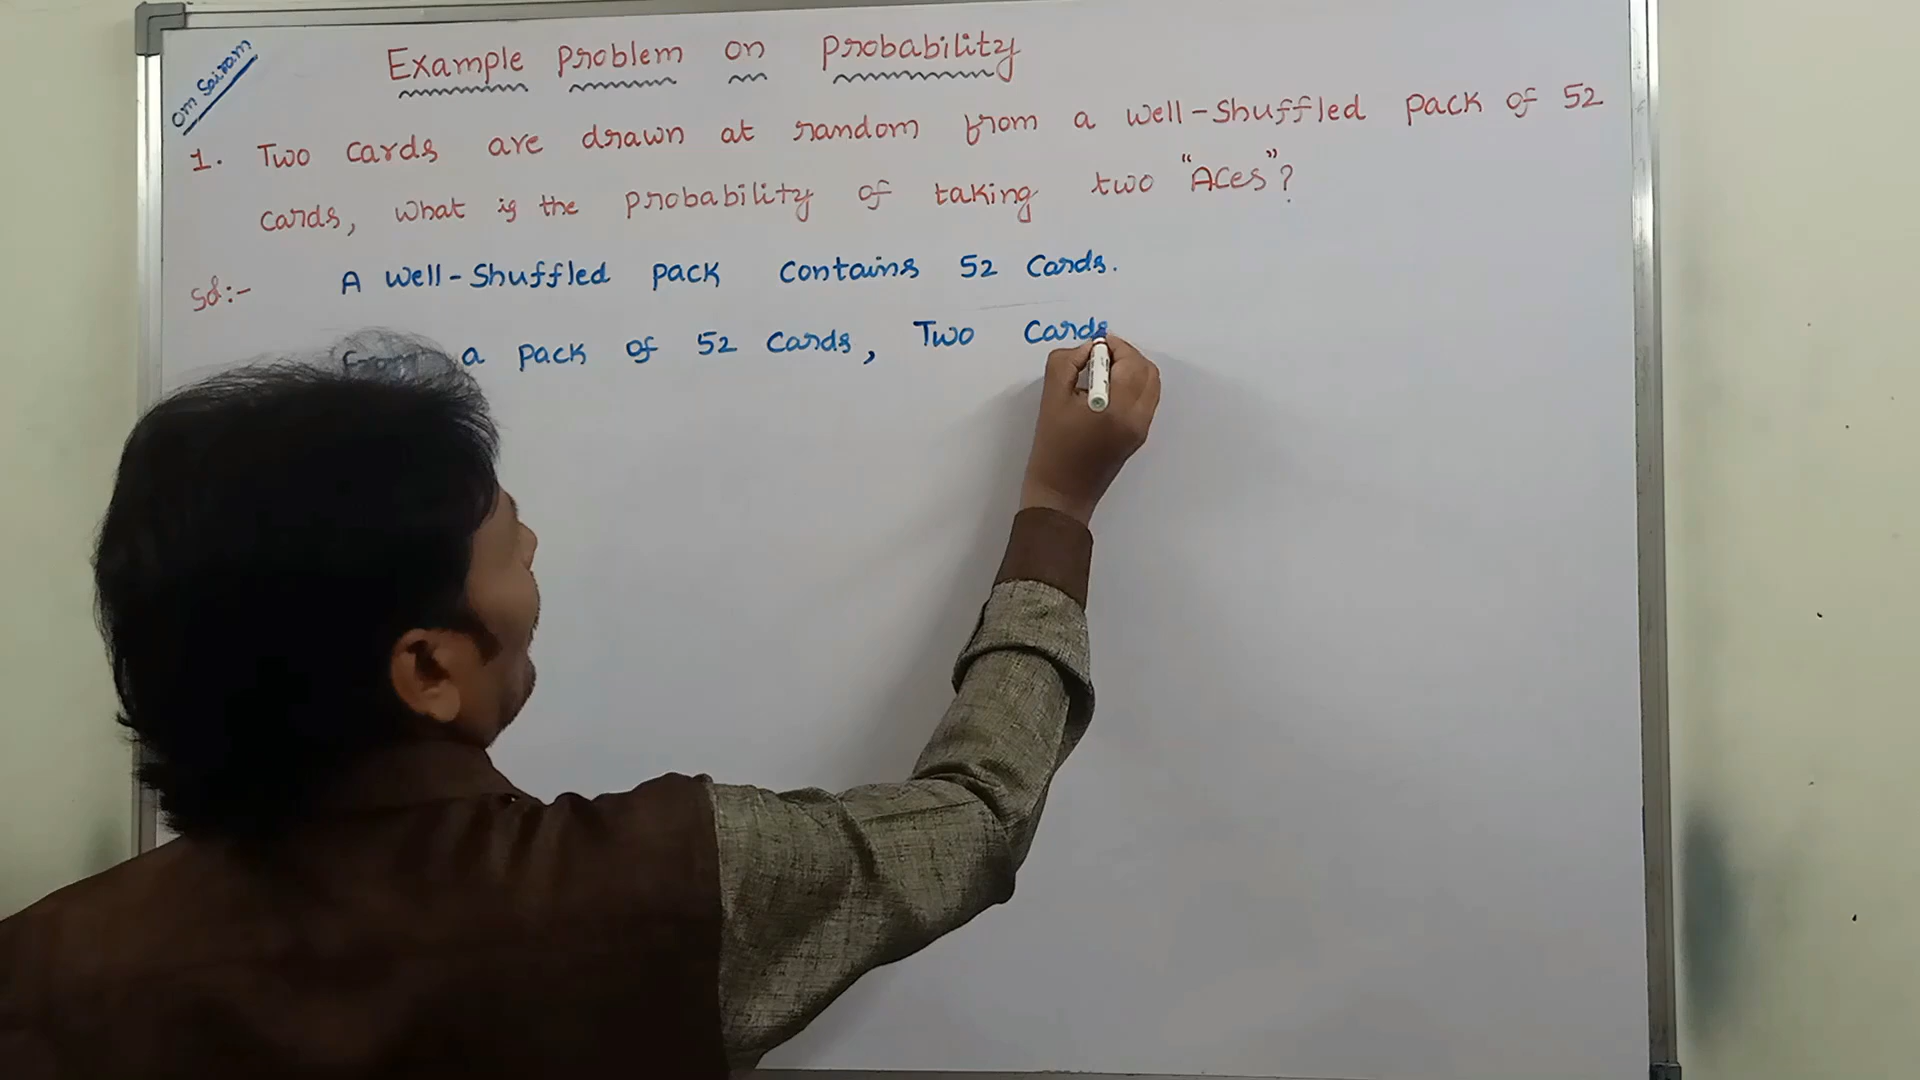 Om Sairam
Example Problem on Probability
1. Two cards are drawn at random from a well-shuffled pack of 52
cards, what is the probability of taking two "Aces"?
Sol:- A well-shuffled pack contains 52 cards.
From a pack of 52 cards, Two cards